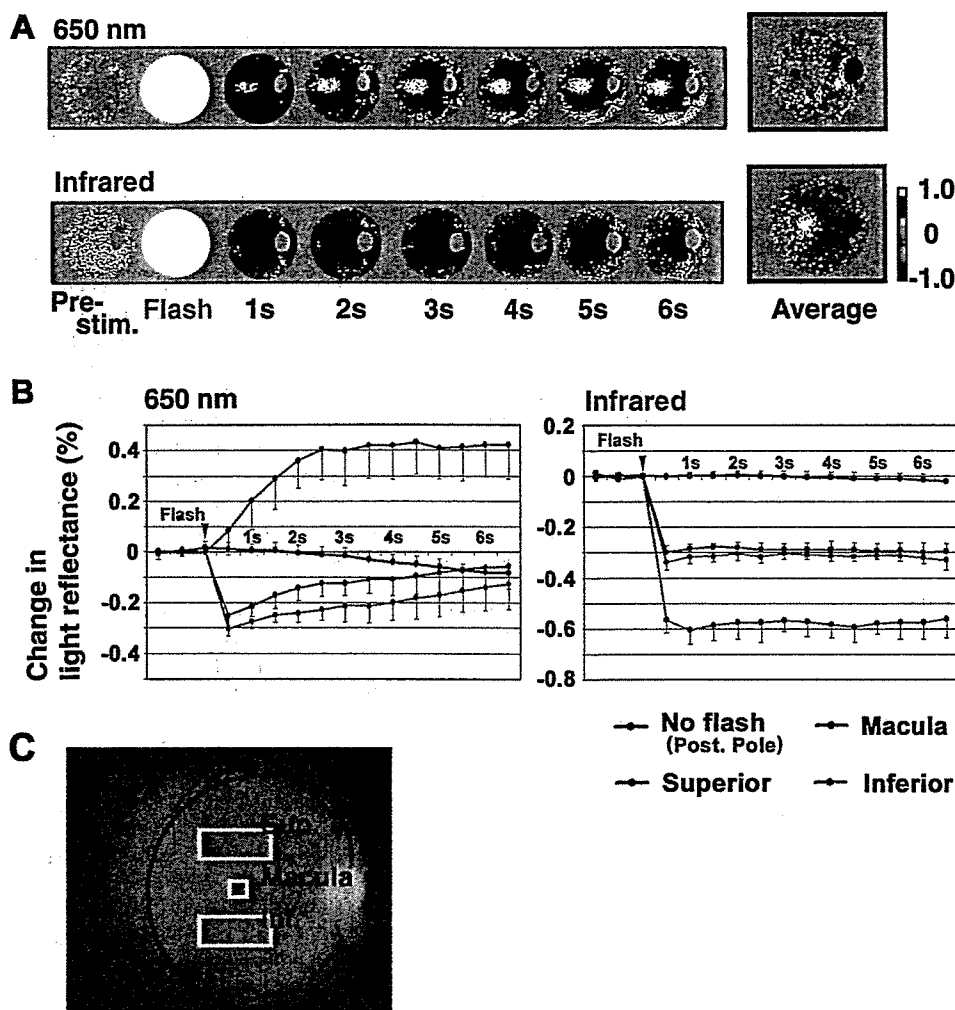 A
650 nm
Infrared
1.0
0
-1.0
Pre-
stim.
Flash
1s
2s
3s
4s
5s
6s
Average
B
650 nm
Change in
light reflectance (%)
0.4
0.2
0
-0.2
-0.4
Flash
1s
2s
3s
4s
5s
6s
Infrared
0.2
0
-0.2
-0.4
-0.6
-0.8
Flash
1s
2s
3s
4s
5s
6s
No flash
(Post. Pole)
Macula
Superior
Inferior
C
Macula